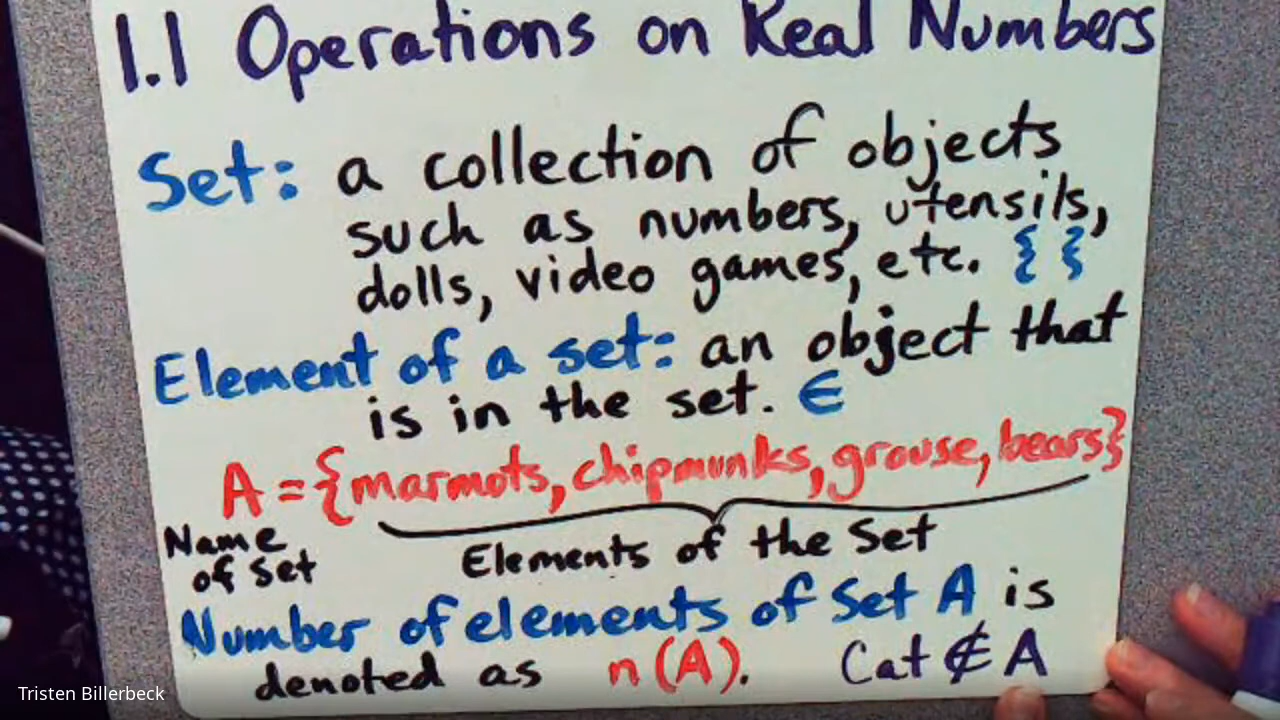 1.1 Operations on Real Numbers
Set: a collection of objects
such as numbers, utensils,
dolls, video games, etc. { }
Element of a set: an object that
is in the set. ∈
A = {marmots, chipmunks, grouse, bears}
Name
of Set
Elements of the Set
Number of elements of Set A is
denoted as n(A). Cat ∉ A
Tristen Billerbeck